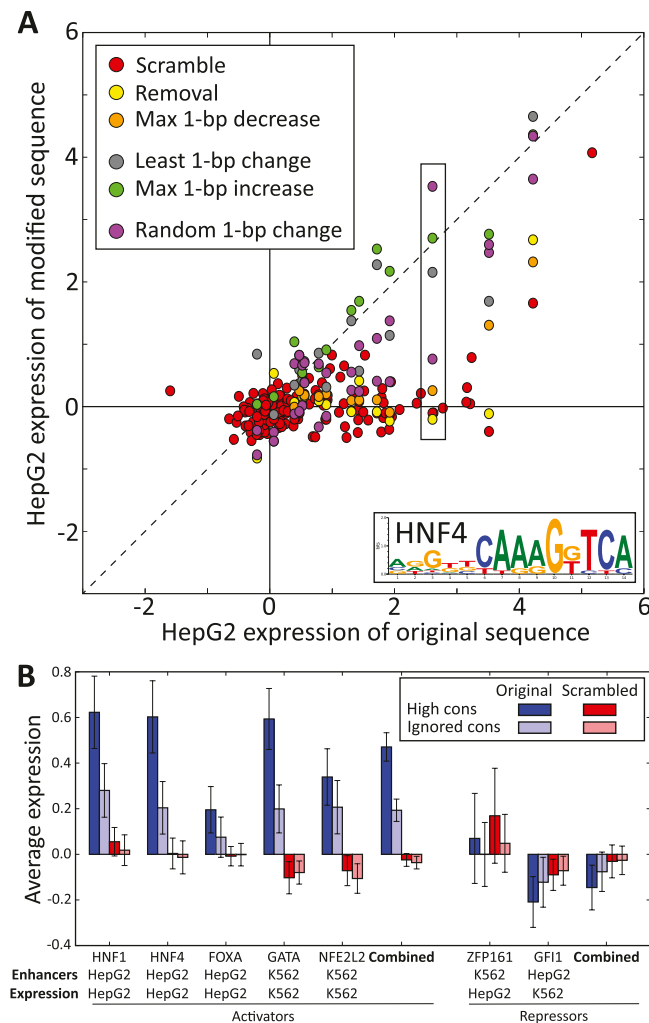 A
6
4
2
0
-2
-2
0
2
4
6
HepG2 expression of modified sequence
HepG2 expression of original sequence
Scramble
Removal
Max 1-bp decrease
Least 1-bp change
Max 1-bp increase
Random 1-bp change
HNF4
B
0.8
0.6
0.4
0.2
0.0
-0.2
-0.4
Average expression
Original Scrambled
High cons
Ignored cons
HNF1 HNF4 FOXA GATA NFE2L2 Combined ZFP161 GFI1 Combined
Enhancers HepG2 HepG2 HepG2 K562 K562 K562 HepG2
Expression HepG2 HepG2 HepG2 K562 K562 HepG2 K562
Activators Repressors